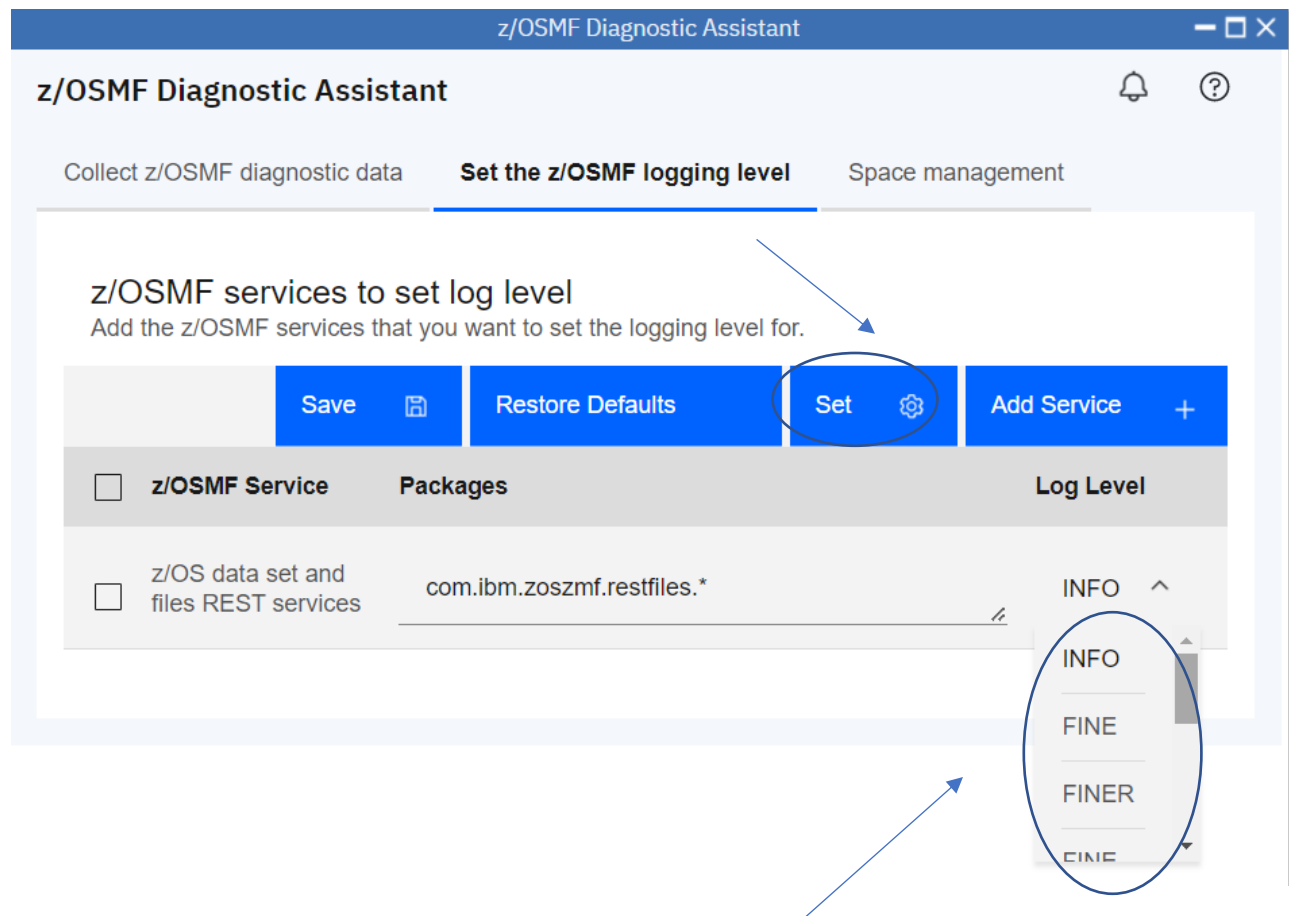 z/OSMF Diagnostic Assistant
z/OSMF Diagnostic Assistant
Collect z/OSMF diagnostic data Set the z/OSMF logging level Space management
z/OSMF services to set log level
Add the z/OSMF services that you want to set the logging level for.
Save Restore Defaults Set Add Service
z/OSMF Service Packages Log Level
z/OS data set and
files REST services
com.ibm.zoszmf.restfiles.*
INFO
INFO
FINE
FINER